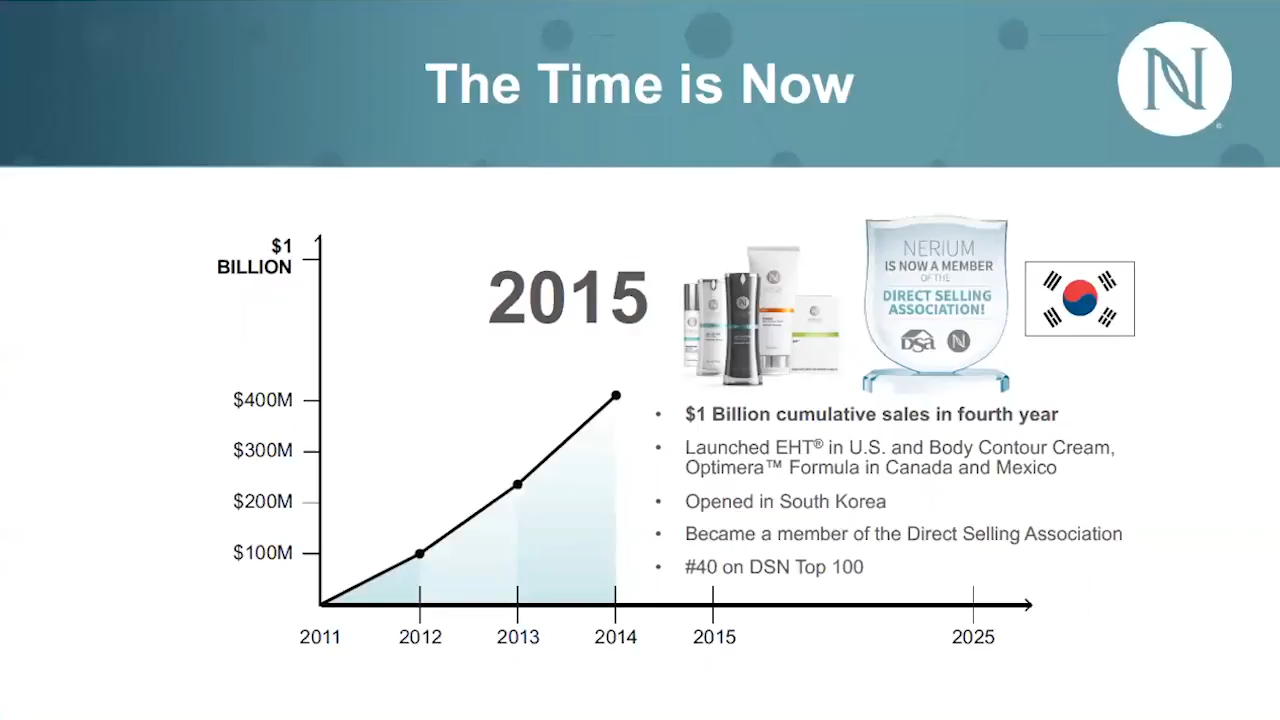 The Time is Now
N
$1
BILLION
$400M
$300M
$200M
$100M
2011
2012
2013
2014
2015
2025
2015
NERIUM
IS NOW A MEMBER
OF THE
DIRECT SELLING
ASSOCIATION!
DSA
N
• $1 Billion cumulative sales in fourth year
• Launched EHT® in U.S. and Body Contour Cream,
Optimera™ Formula in Canada and Mexico
• Opened in South Korea
• Became a member of the Direct Selling Association
• #40 on DSN Top 100